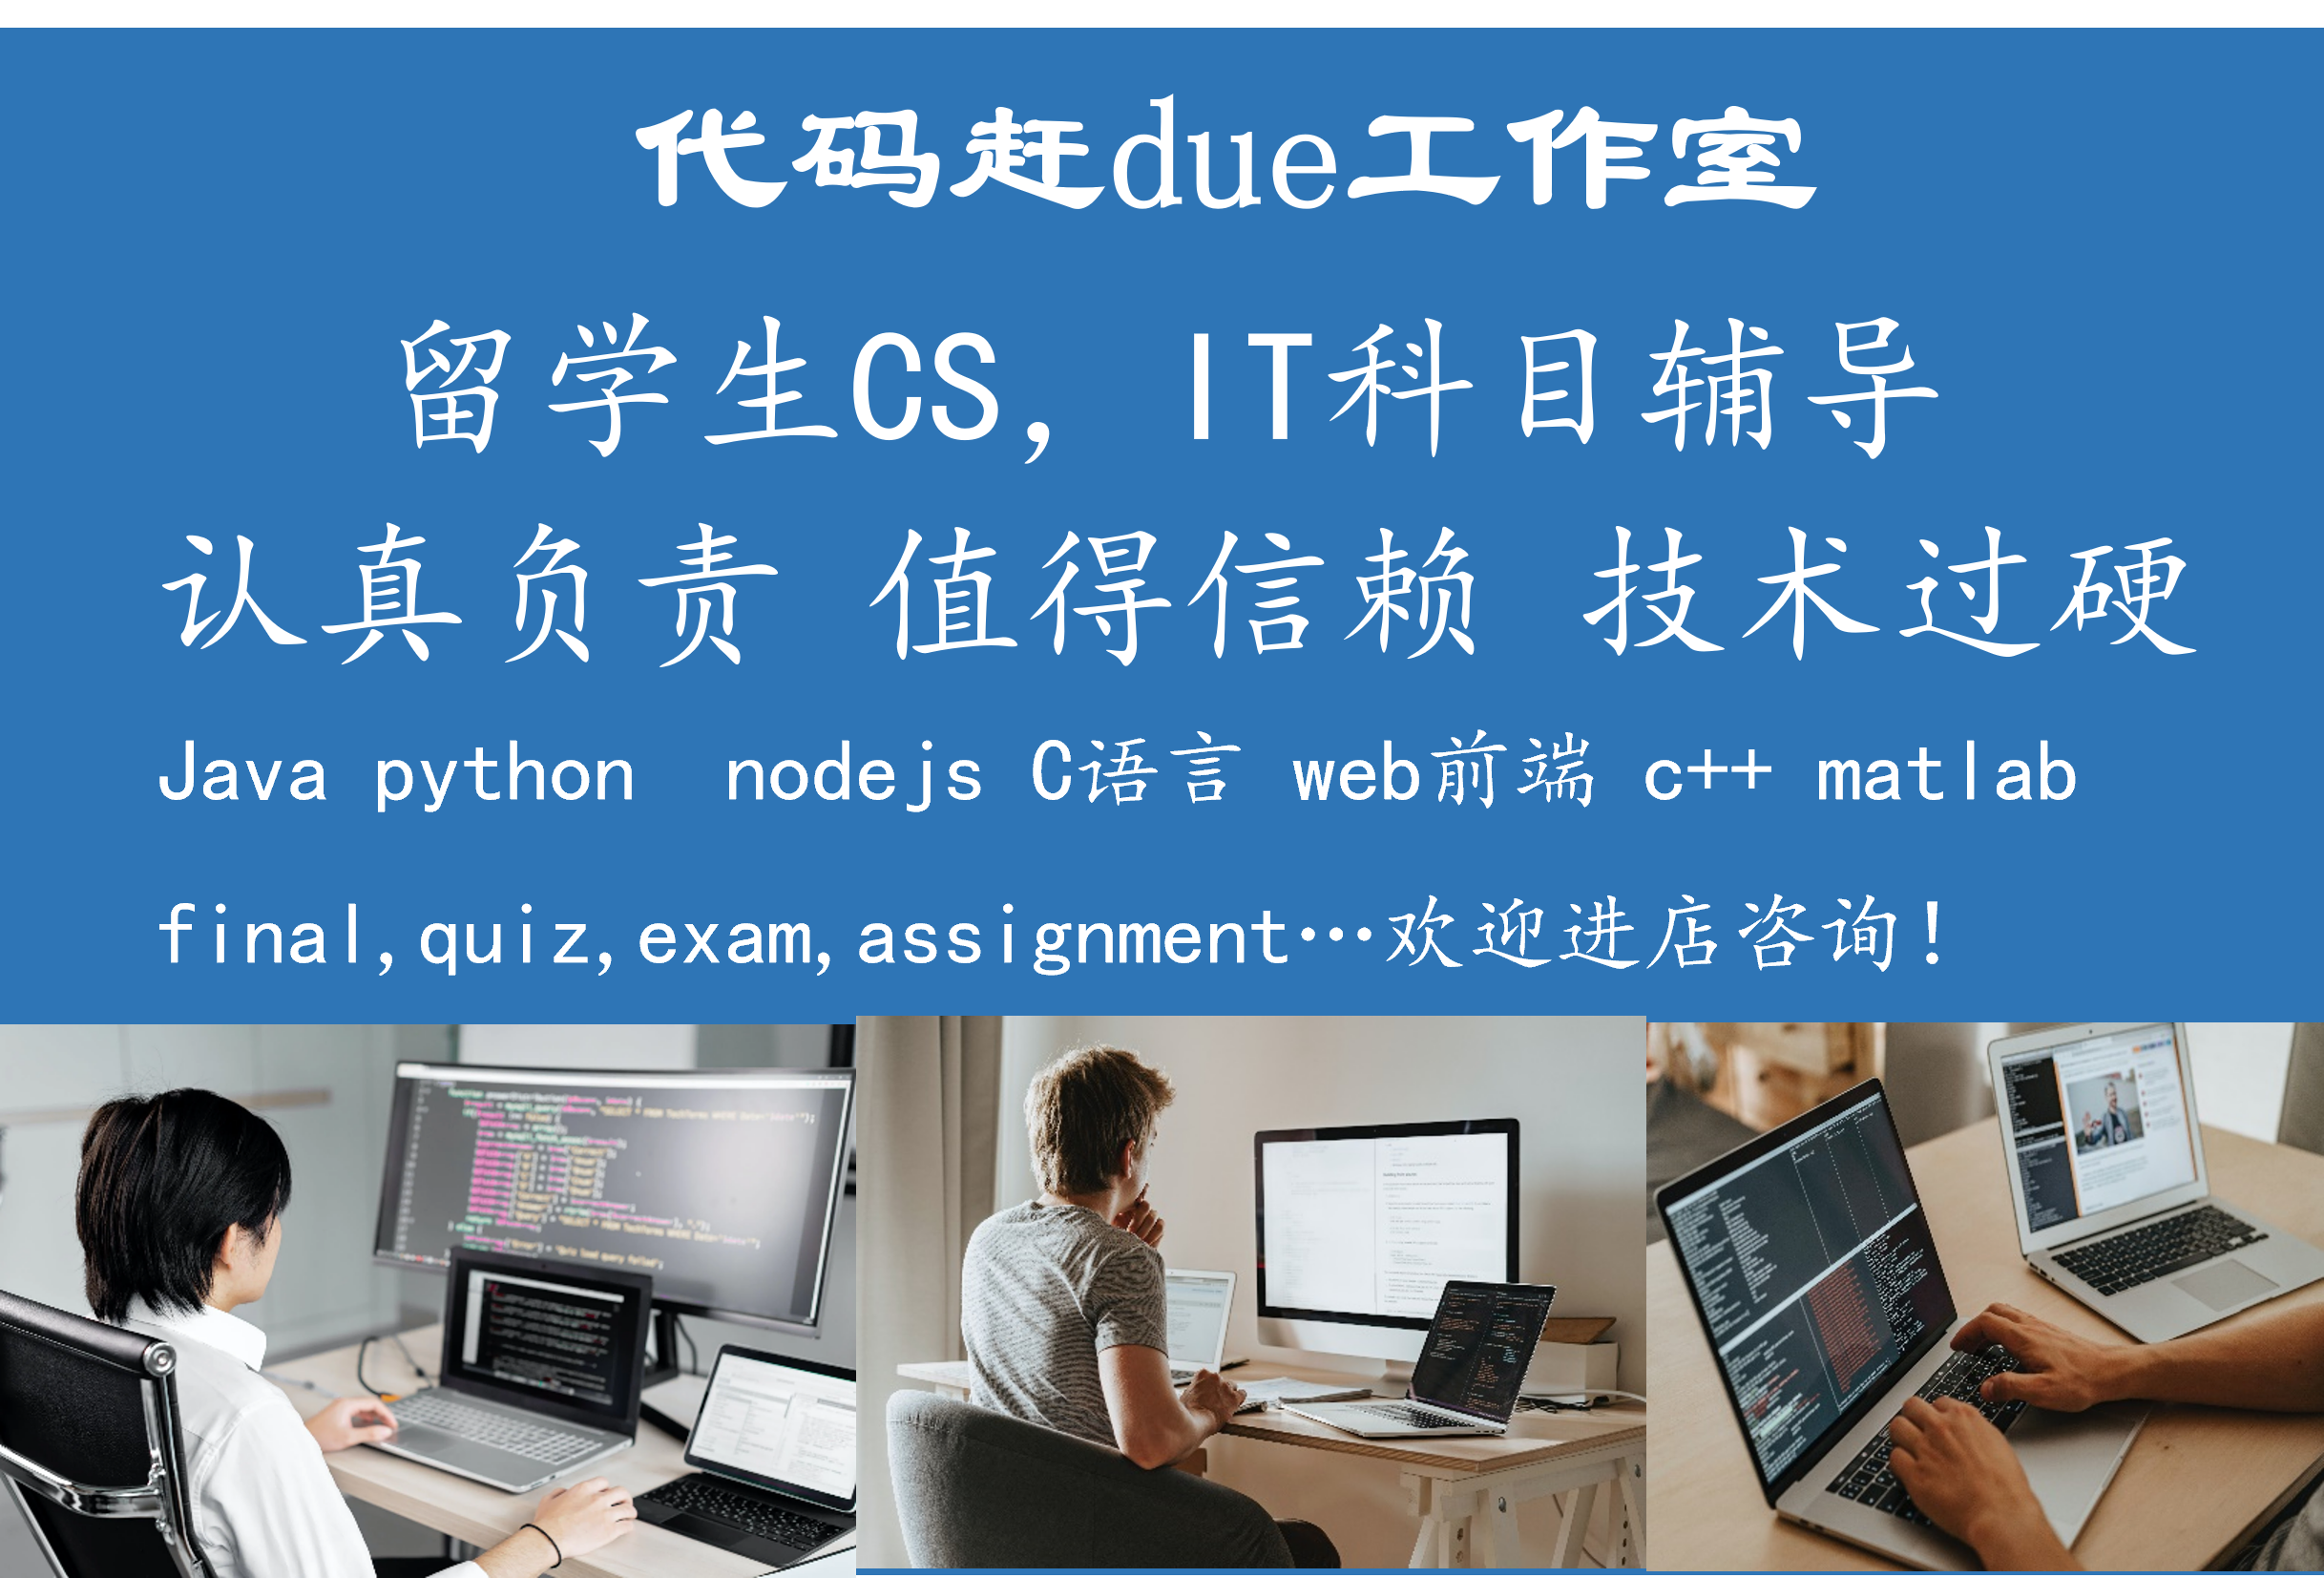 代码赶due工作室
留学生CS, IT科目辅导
认真负责 值得信赖 技术过硬
Java python nodejs C语言 web前端 c++ matlab
final,quiz,exam,assignment…欢迎进店咨询!